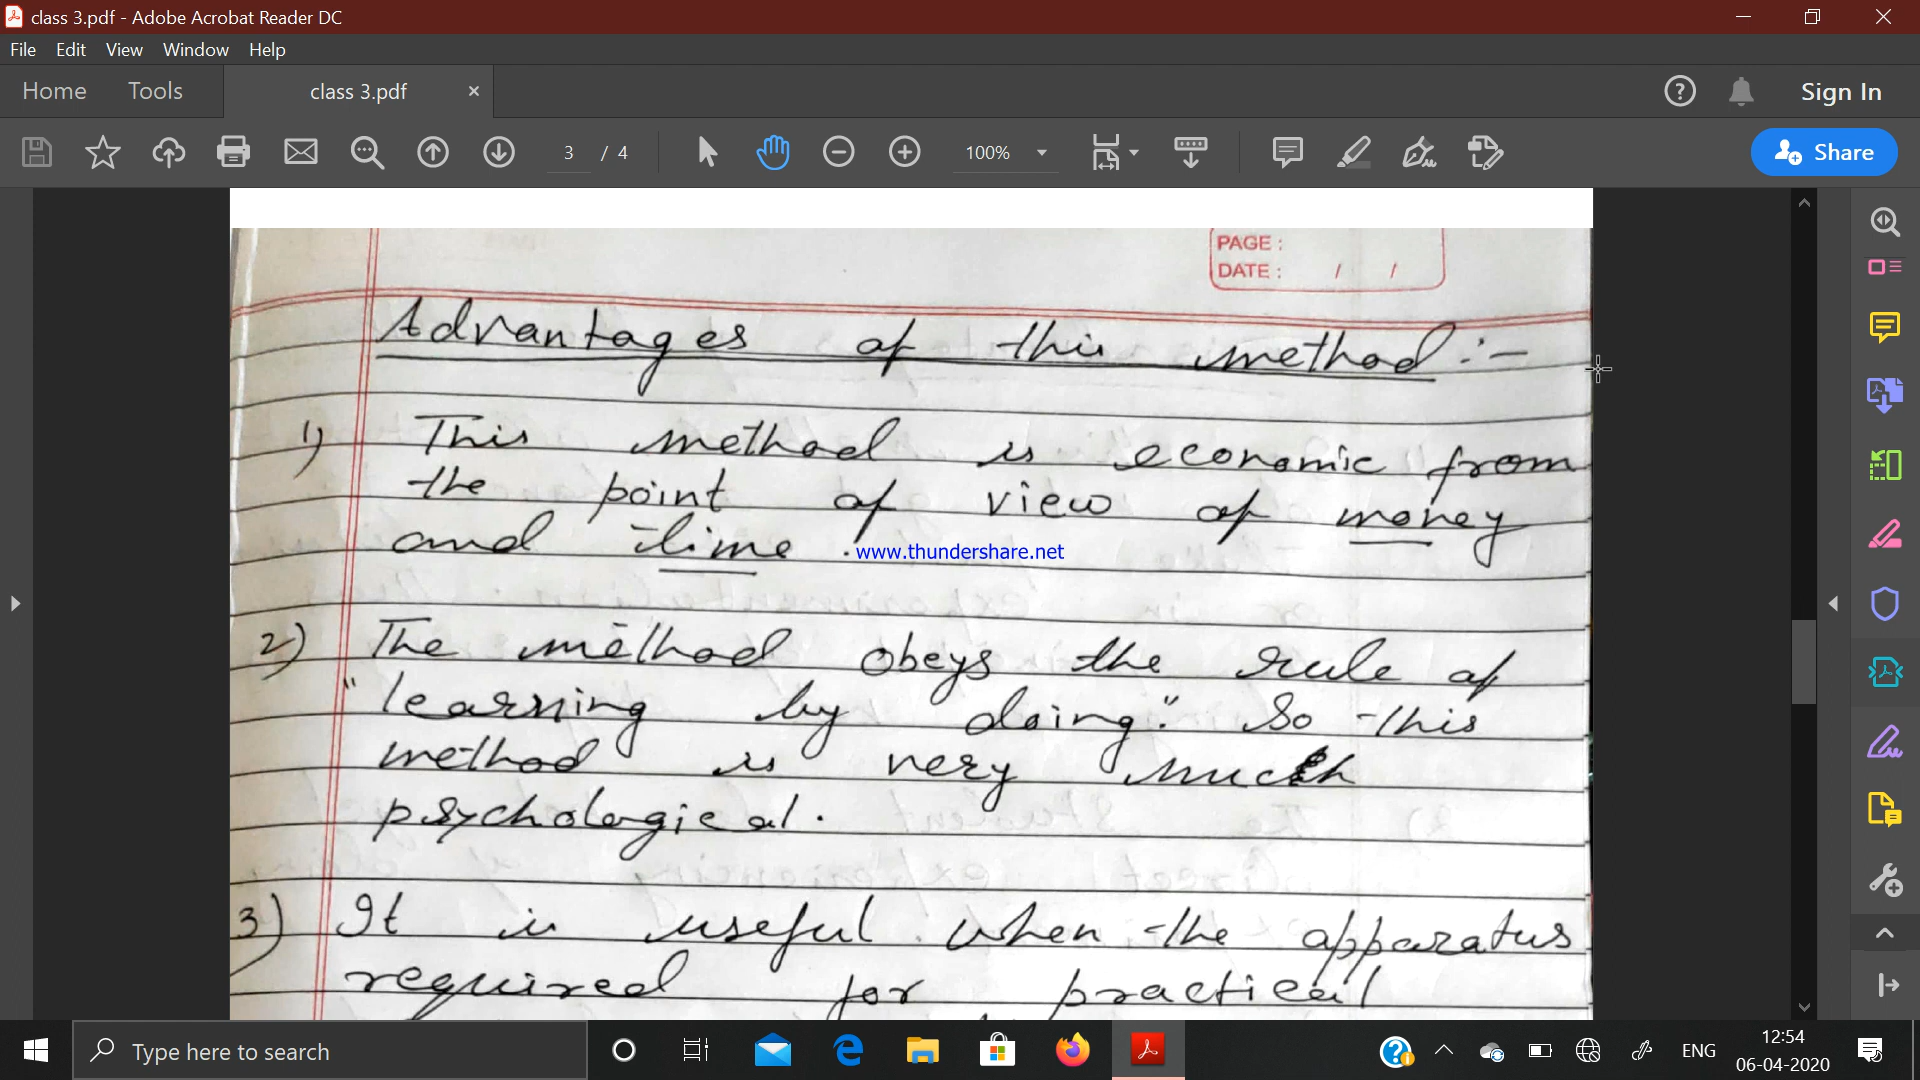 class 3.pdf - Adobe Acrobat Reader DC
File Edit View Window Help
Home Tools class 3.pdf × Sign In
3 / 4 100% Share
PAGE :
DATE : / /
Advantages of this method :-
1) This method is economic from
the point of view of money
and time .
www.thundershare.net
2) The method obeys the rule of
"learning by doing". So this
method is very much
psychological.
3) It is useful when the apparatus
required for practical
Type here to search
ENG 12:54
06-04-2020